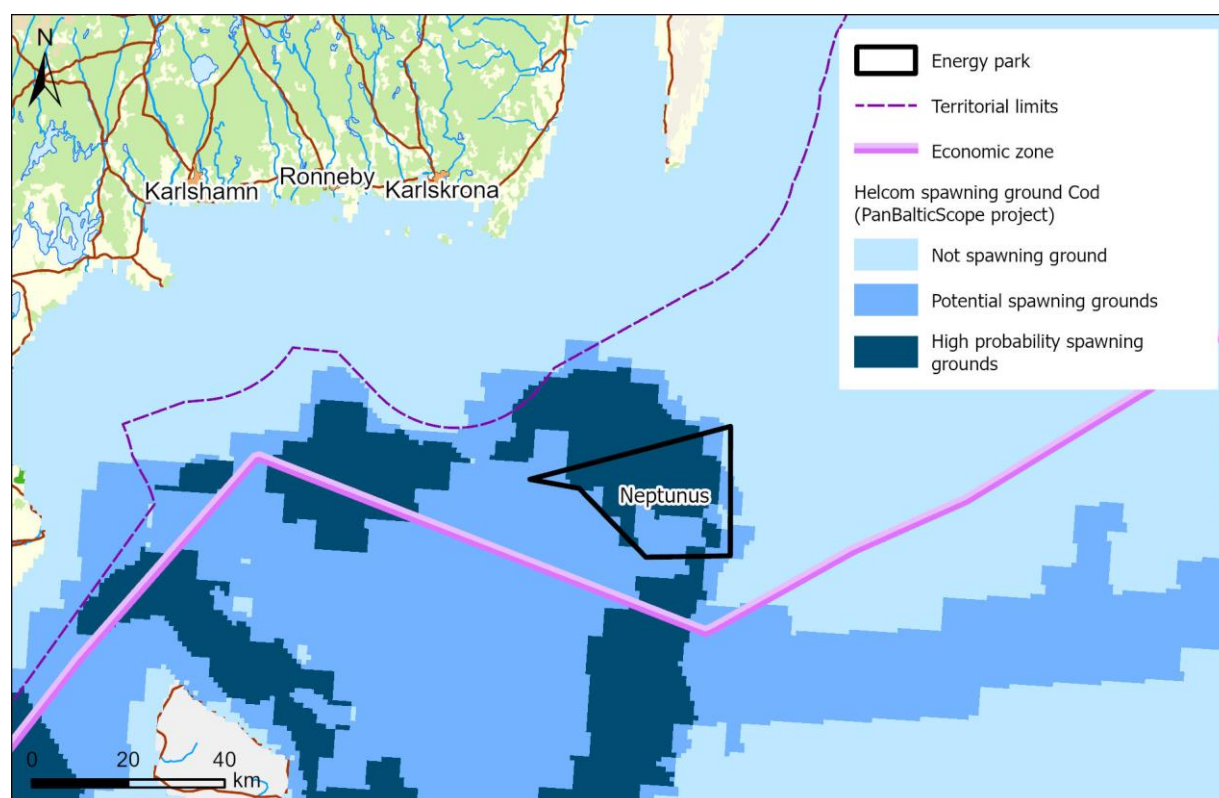 N
Karlshamn
Ronneby
Karlskrona
Neptunus
Energy park
Territorial limits
Economic zone
Helcom spawning ground Cod
(PanBalticScope project)
Not spawning ground
Potential spawning grounds
High probability spawning
grounds
0 20 40
km